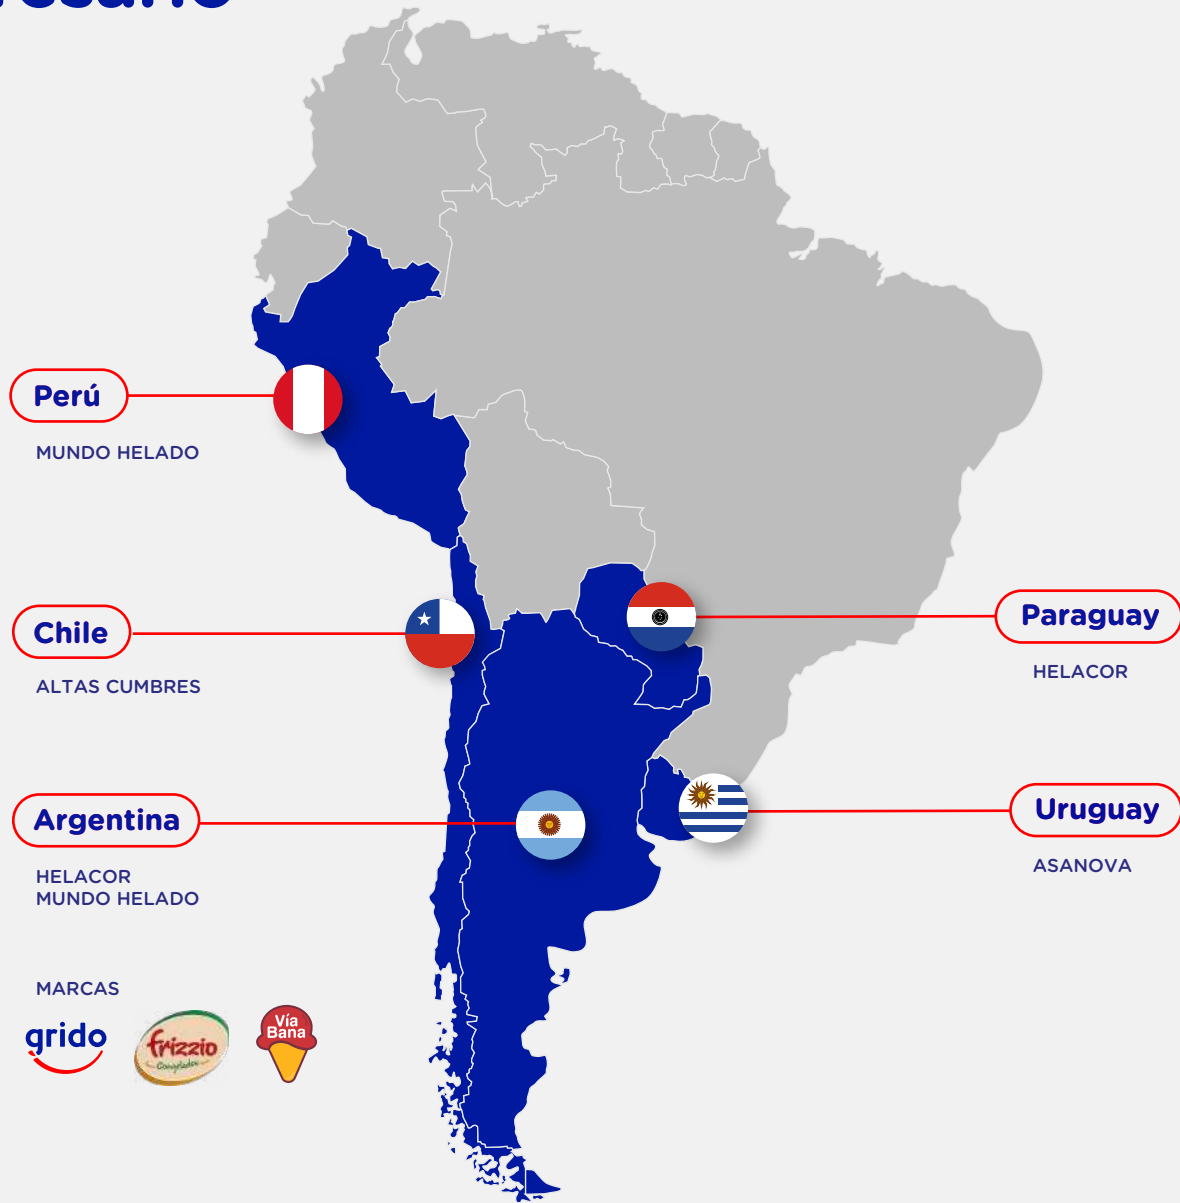 Perú
MUNDO HELADO
Chile
ALTAS CUMBRES
Paraguay
HELACOR
Argentina
HELACOR
MUNDO HELADO
Uruguay
ASANOVA
MARCAS
grido
frizzio
Congelados
Vía
Bana